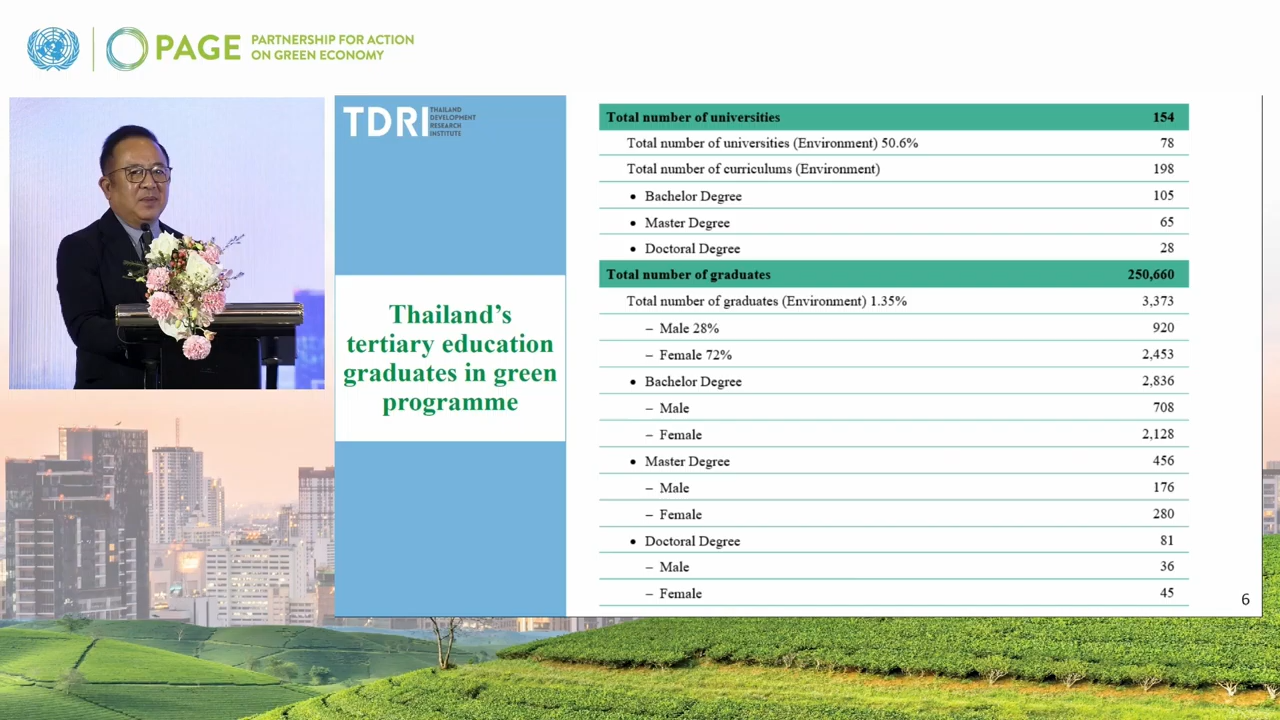 PAGE
PARTNERSHIP FOR ACTION
ON GREEN ECONOMY
TDRI
THAILAND
DEVELOPMENT
RESEARCH
INSTITUTE
Thailand’s
tertiary education
graduates in green
programme
Total number of universities 154
Total number of universities (Environment) 50.6% 78
Total number of curriculums (Environment) 198
• Bachelor Degree 105
• Master Degree 65
• Doctoral Degree 28
Total number of graduates 250,660
Total number of graduates (Environment) 1.35% 3,373
– Male 28% 920
– Female 72% 2,453
• Bachelor Degree 2,836
– Male 708
– Female 2,128
• Master Degree 456
– Male 176
– Female 280
• Doctoral Degree 81
– Male 36
– Female 45
6